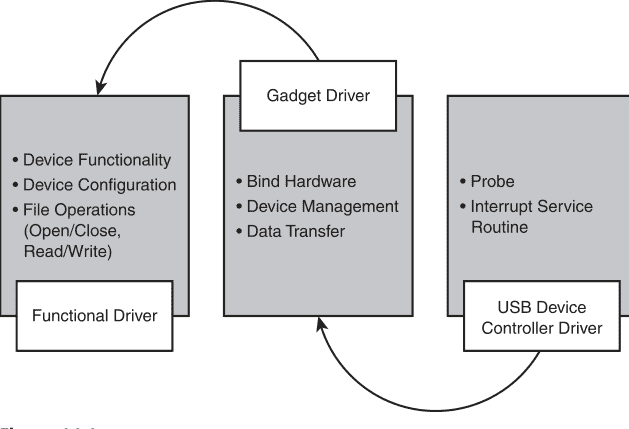 Gadget Driver
• Device Functionality
• Device Configuration
• File Operations
(Open/Close,
Read/Write)
Functional Driver
• Bind Hardware
• Device Management
• Data Transfer
• Probe
• Interrupt Service
Routine
USB Device
Controller Driver